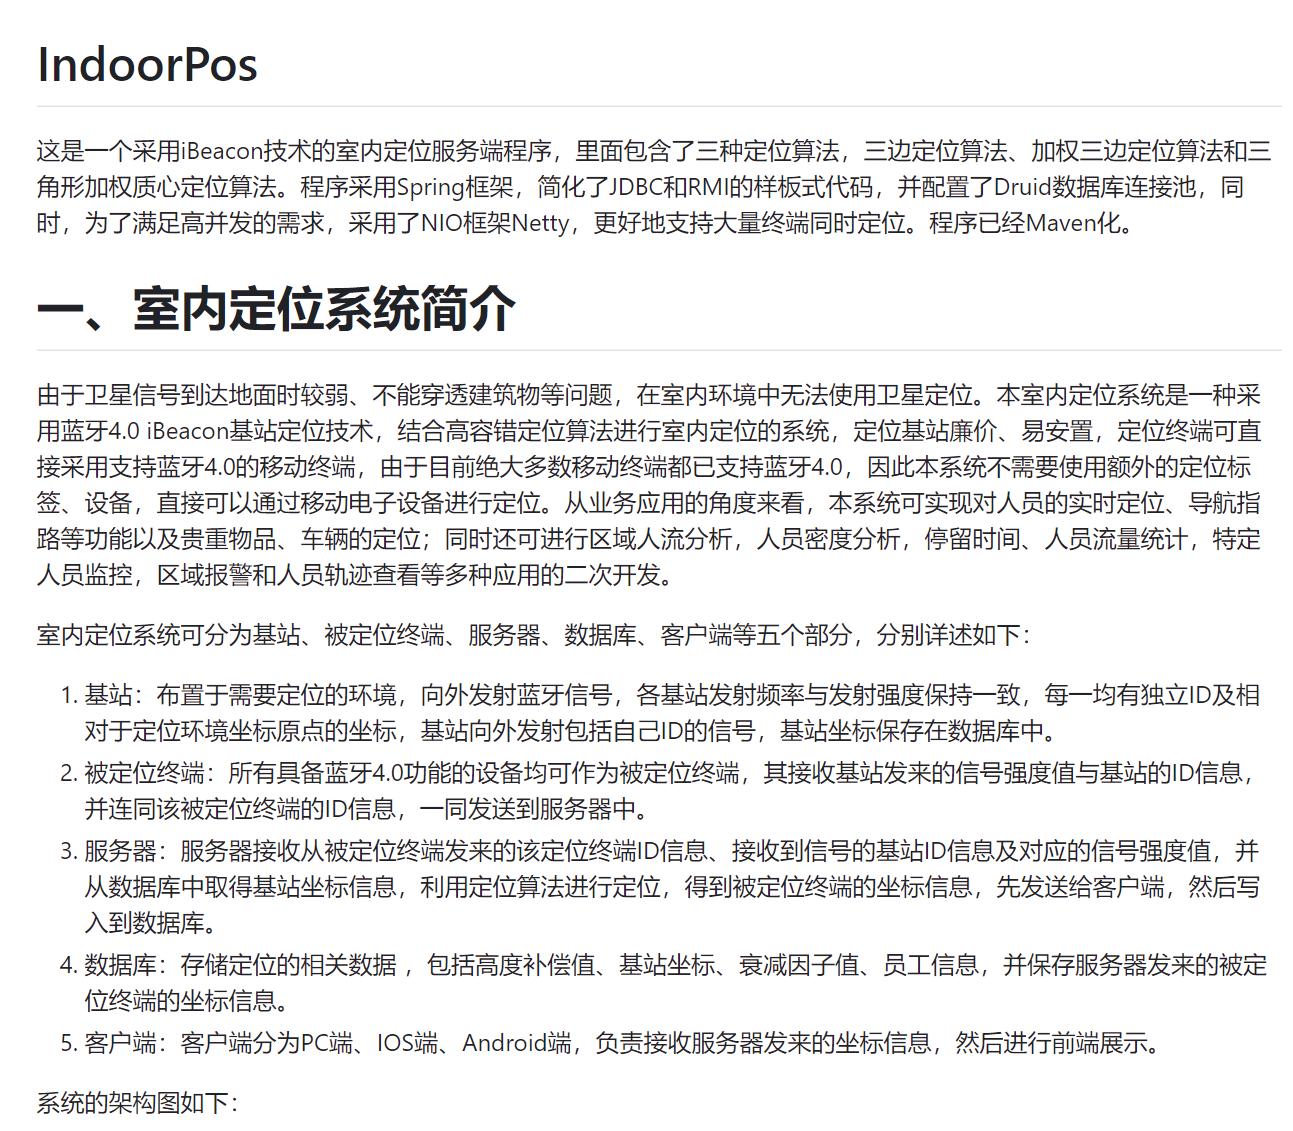 IndoorPos
这是一个采用iBeacon技术的室内定位服务端程序，里面包含了三种定位算法，三边定位算法、加权三边定位算法和三
角形加权质心定位算法。程序采用Spring框架，简化了JDBC和RMI的样板式代码，并配置了Druid数据库连接池，同
时，为了满足高并发的需求，采用了NIO框架Netty，更好地支持大量终端同时定位。程序已经Maven化。
一、室内定位系统简介
由于卫星信号到达地面时较弱、不能穿透建筑物等问题，在室内环境中无法使用卫星定位。本室内定位系统是一种采
用蓝牙4.0 iBeacon基站定位技术，结合高容错定位算法进行室内定位的系统，定位基站廉价、易安置，定位终端可直
接采用支持蓝牙4.0的移动终端，由于目前绝大多数移动终端都已支持蓝牙4.0，因此本系统不需要使用额外的定位标
签、设备，直接可以通过移动电子设备进行定位。从业务应用的角度来看，本系统可实现对人员的实时定位、导航指
路等功能以及贵重物品、车辆的定位；同时还可进行区域人流分析，人员密度分析，停留时间、人员流量统计，特定
人员监控，区域报警和人员轨迹查看等多种应用的二次开发。
室内定位系统可分为基站、被定位终端、服务器、数据库、客户端等五个部分，分别详述如下：
1. 基站：布置于需要定位的环境，向外发射蓝牙信号，各基站发射频率与发射强度保持一致，每一均有独立ID及相
对于定位环境坐标原点的坐标，基站向外发射包括自己ID的信号，基站坐标保存在数据库中。
2. 被定位终端：所有具备蓝牙4.0功能的设备均可作为被定位终端，其接收基站发来的信号强度值与基站的ID信息，
并连同该被定位终端的ID信息，一同发送到服务器中。
3. 服务器：服务器接收从被定位终端发来的该定位终端ID信息、接收到信号的基站ID信息及对应的信号强度值，并
从数据库中取得基站坐标信息，利用定位算法进行定位，得到被定位终端的坐标信息，先发送给客户端，然后写
入到数据库。
4. 数据库：存储定位的相关数据 ，包括高度补偿值、基站坐标、衰减因子值、员工信息，并保存服务器发来的被定
位终端的坐标信息。
5. 客户端：客户端分为PC端、IOS端、Android端，负责接收服务器发来的坐标信息，然后进行前端展示。
系统的架构图如下：